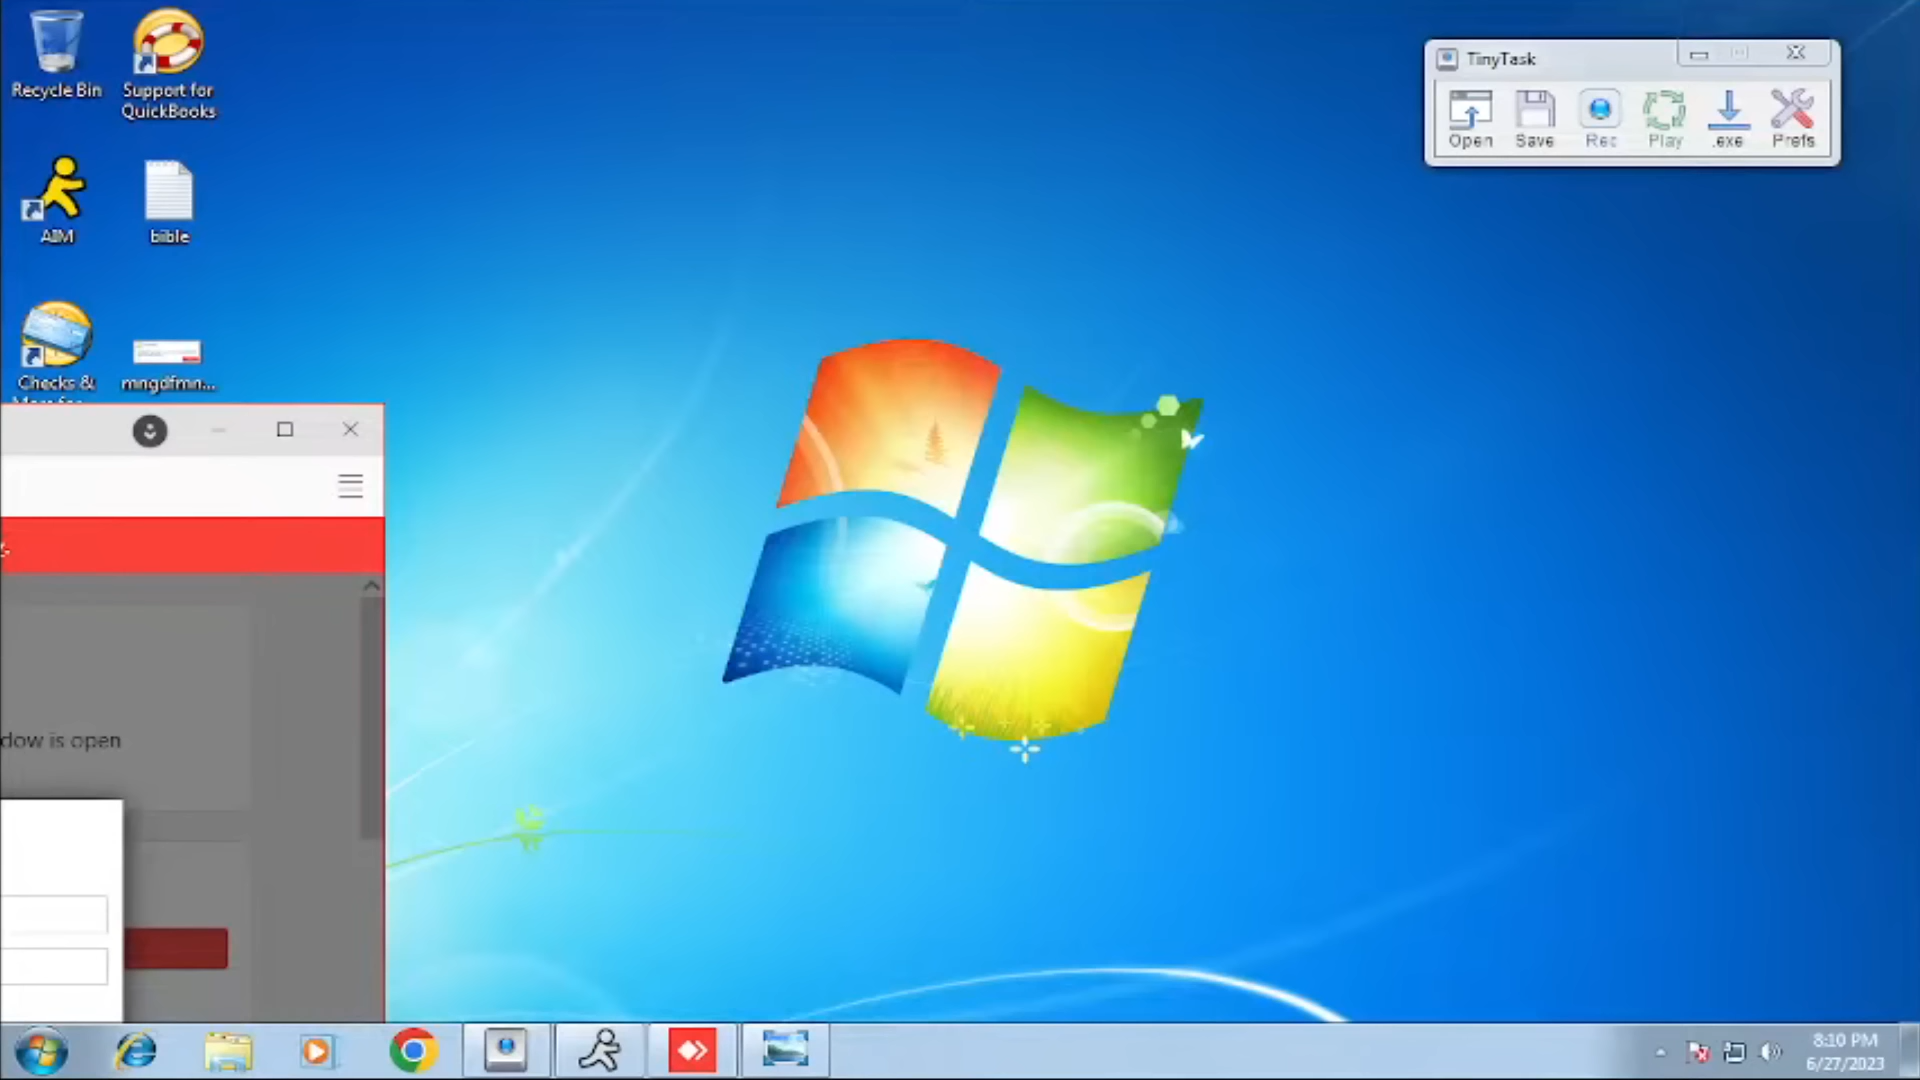 Recycle Bin
Support for
QuickBooks
TinyTask
Open
Save
Rec
Play
.exe
Prefs
AIM
bible
Checks &
mngdfmn...
dow is open
8:10 PM
6/27/2023